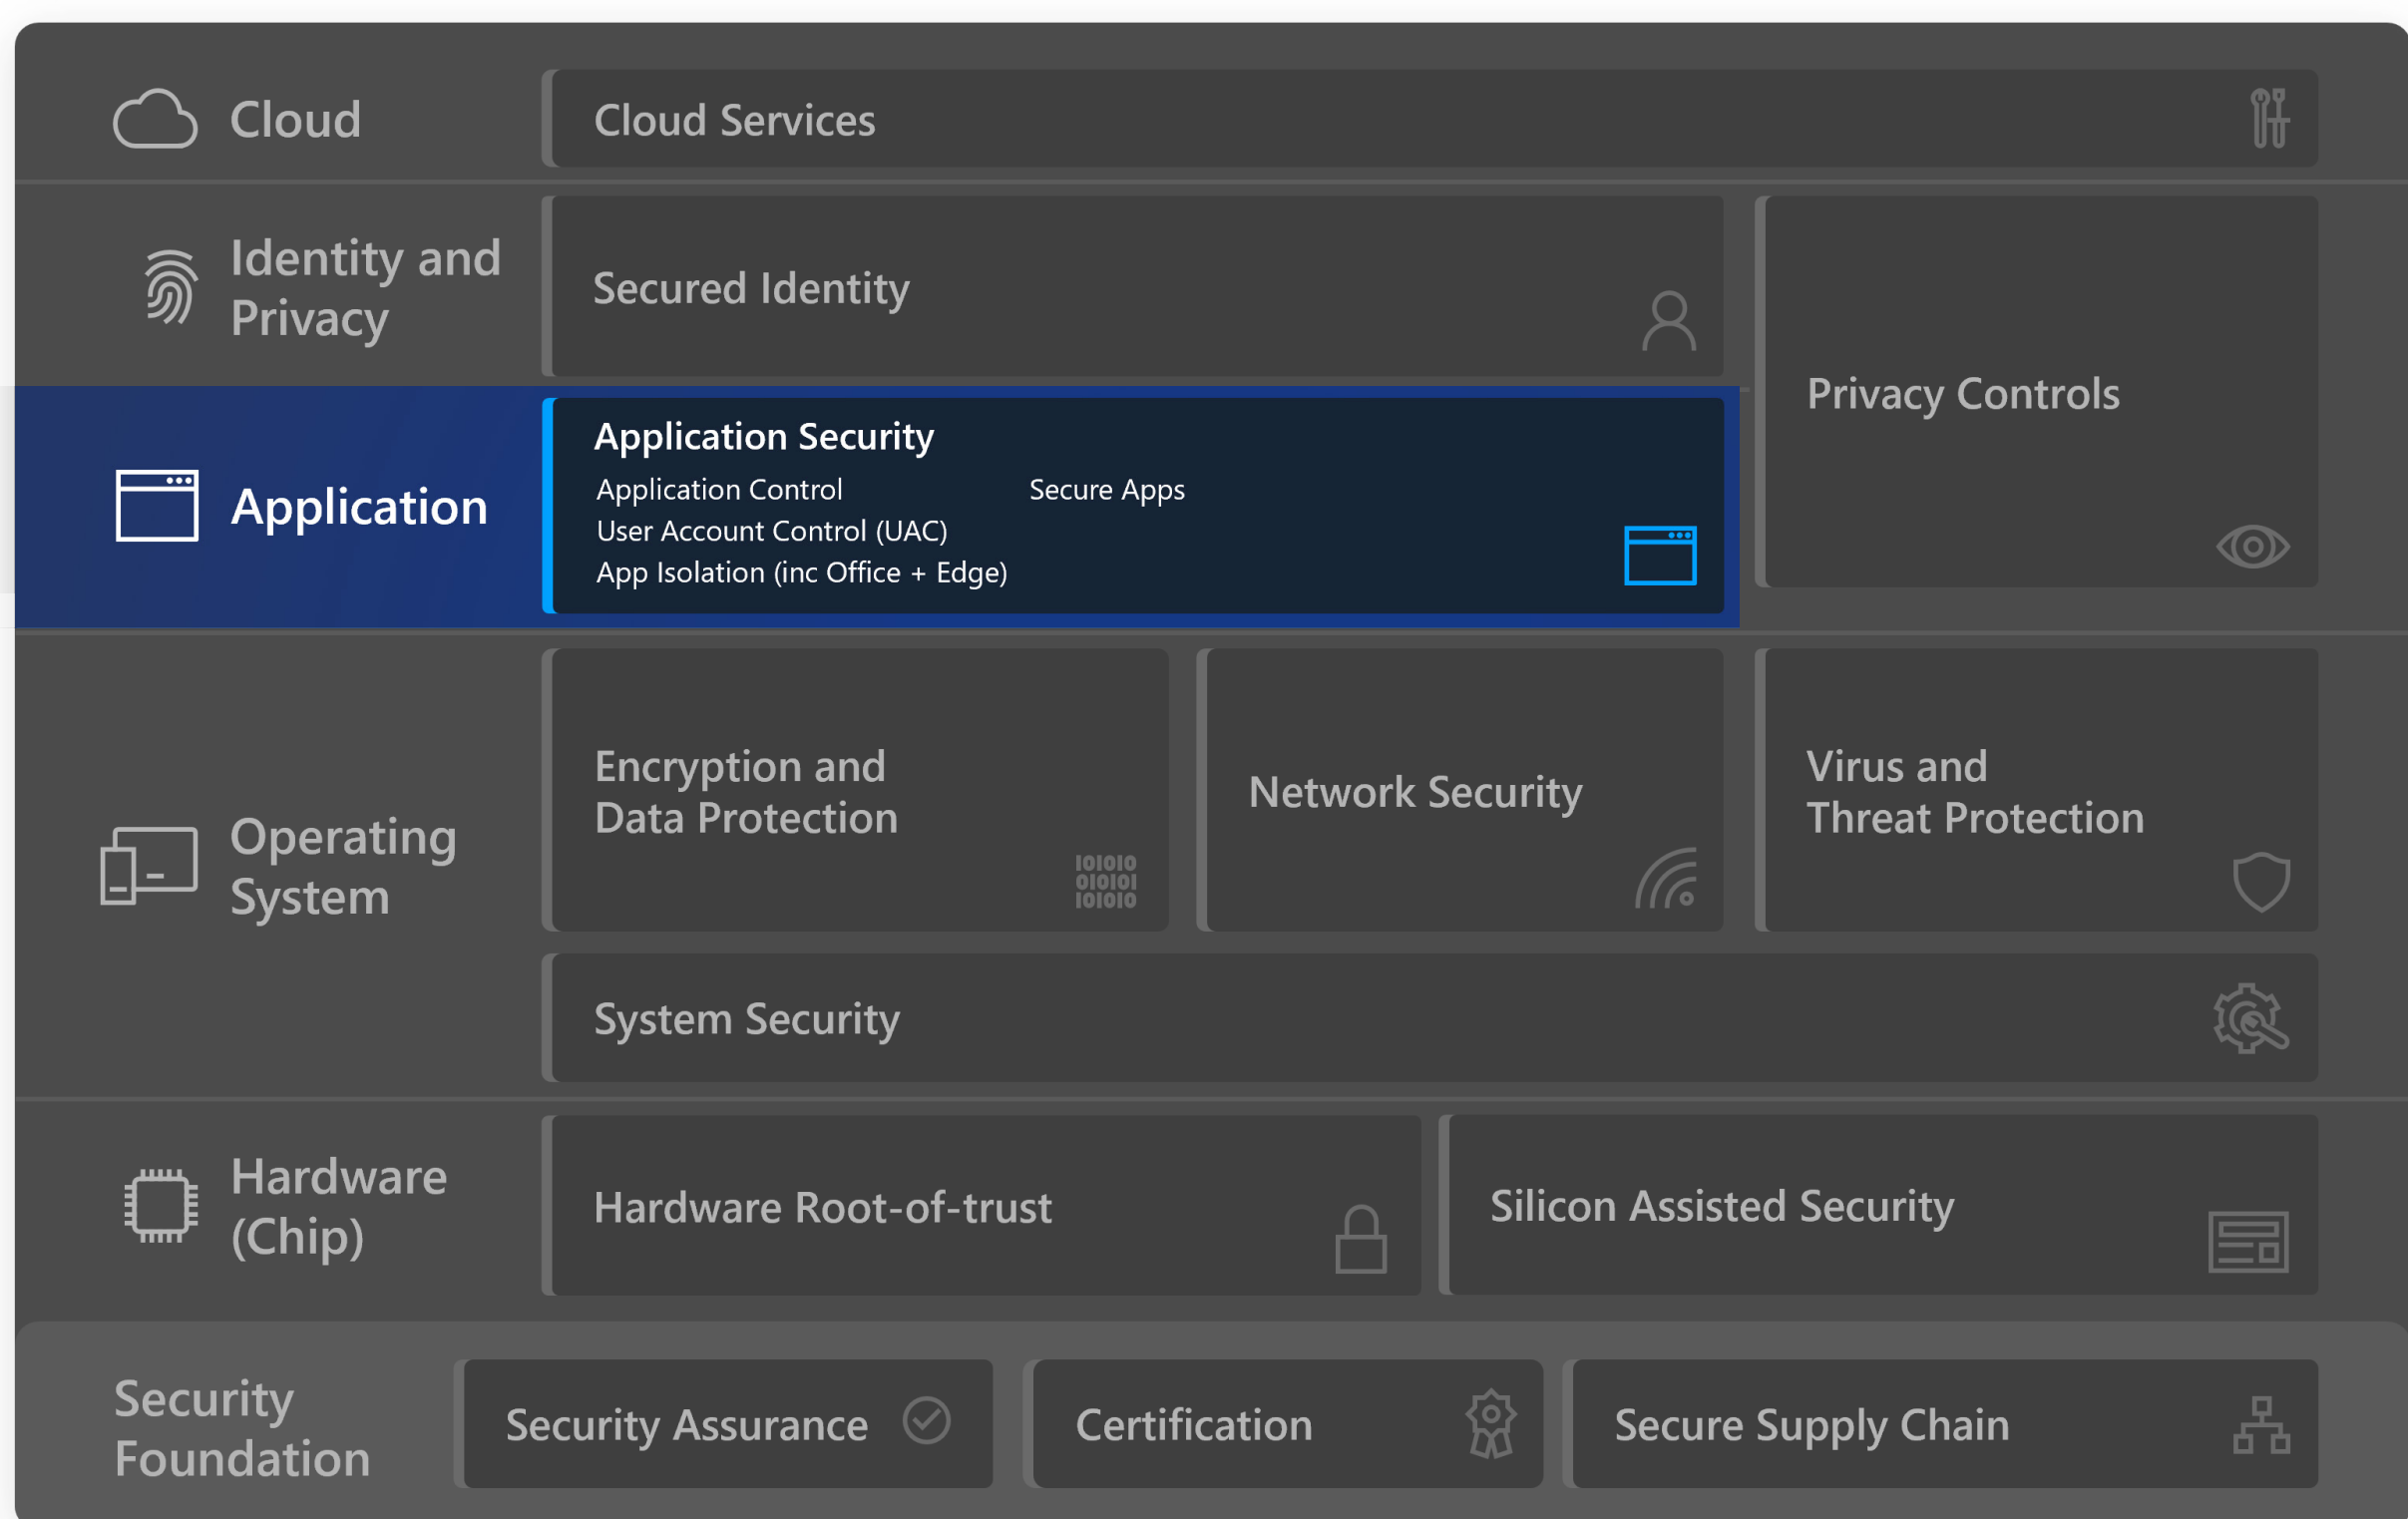 Cloud
Cloud Services
Identity and
Privacy
Secured Identity
Privacy Controls
Application
Application Security
Application Control
User Account Control (UAC)
App Isolation (inc Office + Edge)
Secure Apps
Operating
System
Encryption and
Data Protection
101010
010101
101010
Network Security
Virus and
Threat Protection
System Security
Hardware
(Chip)
Hardware Root-of-trust
Silicon Assisted Security
Security
Foundation
Security Assurance
Certification
Secure Supply Chain